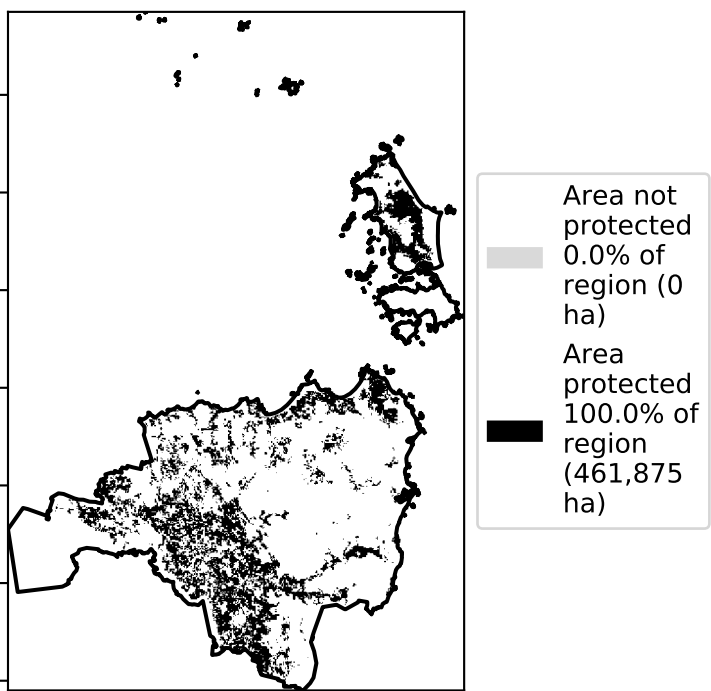 Area not
protected
0.0% of
region (0
ha)
Area
protected
100.0% of
region
(461,875
ha)